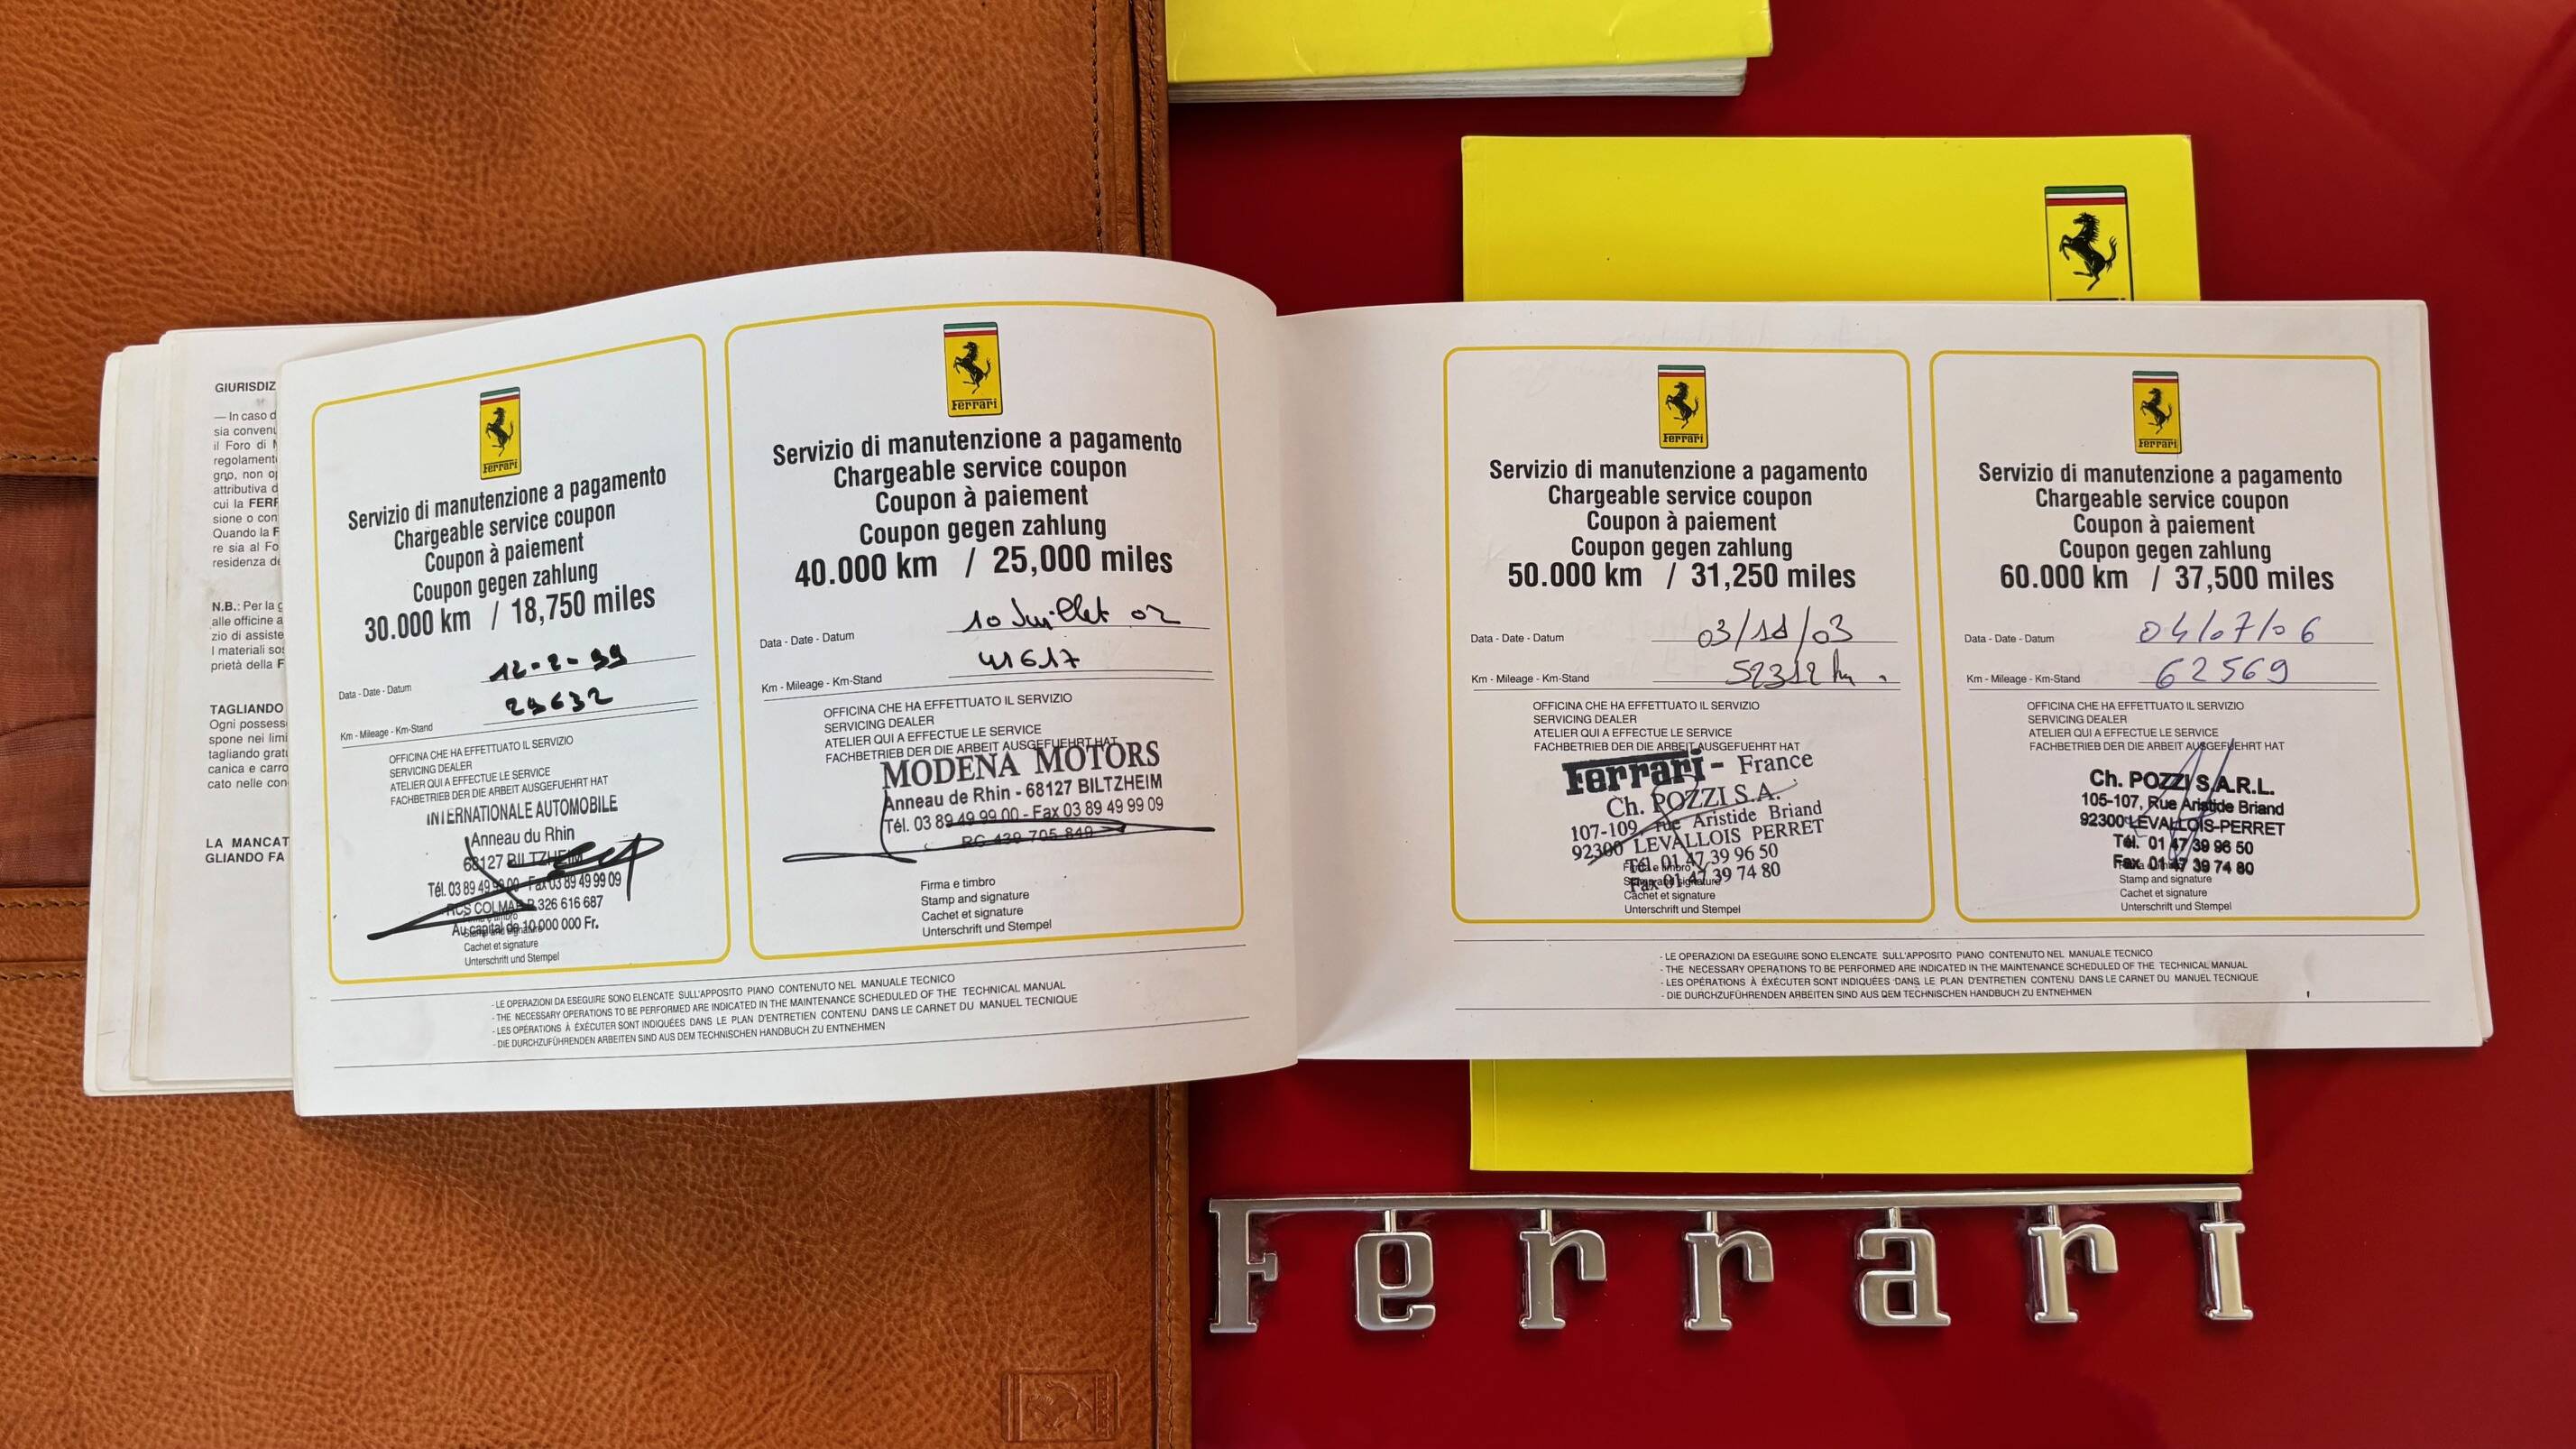 GIURISDIZ
— In caso d
sia convenu
il Foro di M
regolament
gno, non op
attributiva d
cui la FERR
sione o con
Quando la F
re sia al Fo
residenza de
N.B.: Per la g
alle officine a
zio di assiste
I materiali sos
prietà della F
TAGLIANDO
Ogni possess
spone nei limi
tagliando grat
canica e carro
cato nelle con
LA MANCAT
GLIANDO FA
Ferrari
Servizio di manutenzione a pagamento
Chargeable service coupon
Coupon à paiement
Coupon gegen zahlung
30.000 km / 18,750 miles
Data - Date - Datum 12-2-99
Km - Mileage - Km-Stand 29632
OFFICINA CHE HA EFFETTUATO IL SERVIZIO
SERVICING DEALER
ATELIER QUI A EFFECTUE LE SERVICE
FACHBETRIEB DER DIE ARBEIT AUSGEFUEHRT HAT
INTERNATIONALE AUTOMOBILE
Anneau du Rhin
68127 BILTZHEIM
Tél. 03 89 49 99 00 - Fax 03 89 49 99 09
RCS COLMAR B 326 616 687
Au capital de 10 000 000 Fr.
Stamp and signature
Cachet et signature
Unterschrift und Stempel
Ferrari
Servizio di manutenzione a pagamento
Chargeable service coupon
Coupon à paiement
Coupon gegen zahlung
40.000 km / 25,000 miles
Data - Date - Datum 10 Juillet 02
Km - Mileage - Km-Stand 41617
OFFICINA CHE HA EFFETTUATO IL SERVIZIO
SERVICING DEALER
ATELIER QUI A EFFECTUE LE SERVICE
FACHBETRIEB DER DIE ARBEIT AUSGEFUEHRT HAT
MODENA MOTORS
Anneau de Rhin - 68127 BILTZHEIM
Tél. 03 89 49 99 00 - Fax 03 89 49 99 09
RC 439 705 849
Firma e timbro
Stamp and signature
Cachet et signature
Unterschrift und Stempel
- LE OPERAZIONI DA ESEGUIRE SONO ELENCATE SULL'APPOSITO PIANO CONTENUTO NEL MANUALE TECNICO
- THE NECESSARY OPERATIONS TO BE PERFORMED ARE INDICATED IN THE MAINTENANCE SCHEDULED OF THE TECHNICAL MANUAL
- LES OPÉRATIONS À ÉXÉCUTER SONT INDIQUÉES DANS LE PLAN D'ENTRETIEN CONTENU DANS LE CARNET DU MANUEL TECNIQUE
- DIE DURCHZUFÜHRENDEN ARBEITEN SIND AUS DEM TECHNISCHEN HANDBUCH ZU ENTNEHMEN
Ferrari
Servizio di manutenzione a pagamento
Chargeable service coupon
Coupon à paiement
Coupon gegen zahlung
50.000 km / 31,250 miles
Data - Date - Datum
Km - Mileage - Km-Stand 52312 km
OFFICINA CHE HA EFFETTUATO IL SERVIZIO
SERVICING DEALER
ATELIER QUI A EFFECTUE LE SERVICE
FACHBETRIEB DER DIE ARBEIT AUSGEFUEHRT HAT
Ferrari - France
Ch. POZZI S.A.
107-109, rue Aristide Briand
92300 LEVALLOIS PERRET
Tél. 01 47 39 96 50
Fax 01 47 39 74 80
Stamp and signature
Cachet et signature
Unterschrift und Stempel
Ferrari
Servizio di manutenzione a pagamento
Chargeable service coupon
Coupon à paiement
Coupon gegen zahlung
60.000 km / 37,500 miles
Data - Date - Datum 04/07/06
Km - Mileage - Km-Stand 62569
OFFICINA CHE HA EFFETTUATO IL SERVIZIO
SERVICING DEALER
ATELIER QUI A EFFECTUE LE SERVICE
FACHBETRIEB DER DIE ARBEIT AUSGEFUEHRT HAT
Ch. POZZI S.A.R.L.
105-107, Rue Aristide Briand
92300 LEVALLOIS-PERRET
Tél. 01 47 39 96 50
Fax 01 47 39 74 80
Stamp and signature
Cachet et signature
Unterschrift und Stempel
- LE OPERAZIONI DA ESEGUIRE SONO ELENCATE SULL'APPOSITO PIANO CONTENUTO NEL MANUALE TECNICO
- THE NECESSARY OPERATIONS TO BE PERFORMED ARE INDICATED IN THE MAINTENANCE SCHEDULED OF THE TECHNICAL MANUAL
- LES OPÉRATIONS À ÉXÉCUTER SONT INDIQUÉES DANS LE PLAN D'ENTRETIEN CONTENU DANS LE CARNET DU MANUEL TECNIQUE
- DIE DURCHZUFÜHRENDEN ARBEITEN SIND AUS DEM TECHNISCHEN HANDBUCH ZU ENTNEHMEN
Ferrari